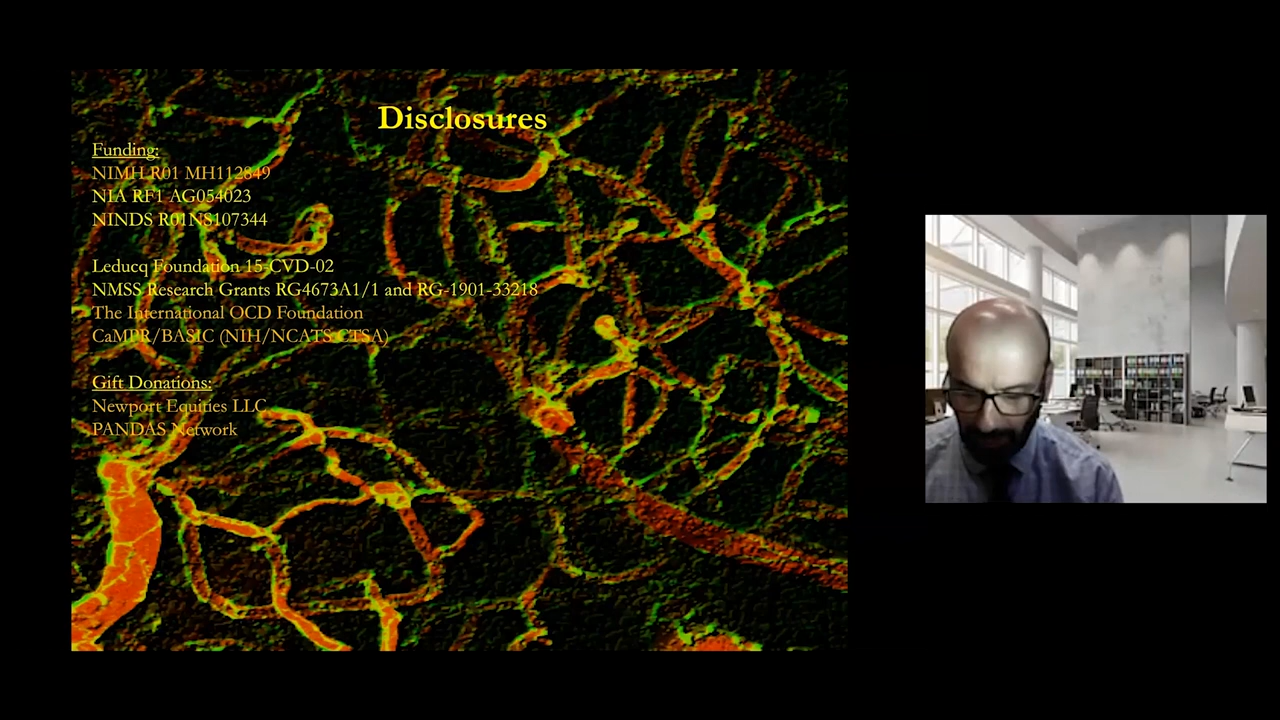 Disclosures
Funding:
NIMH R01 MH112849
NIA RF1 AG054023
NINDS R01NS107344
Leducq Foundation 15-CVD-02
NMSS Research Grants RG4673A1/1 and RG-1901-33218
The International OCD Foundation
CaMPR/BASIC (NIH/NCATS CTSA)
Gift Donations:
Newport Equities LLC
PANDAS Network